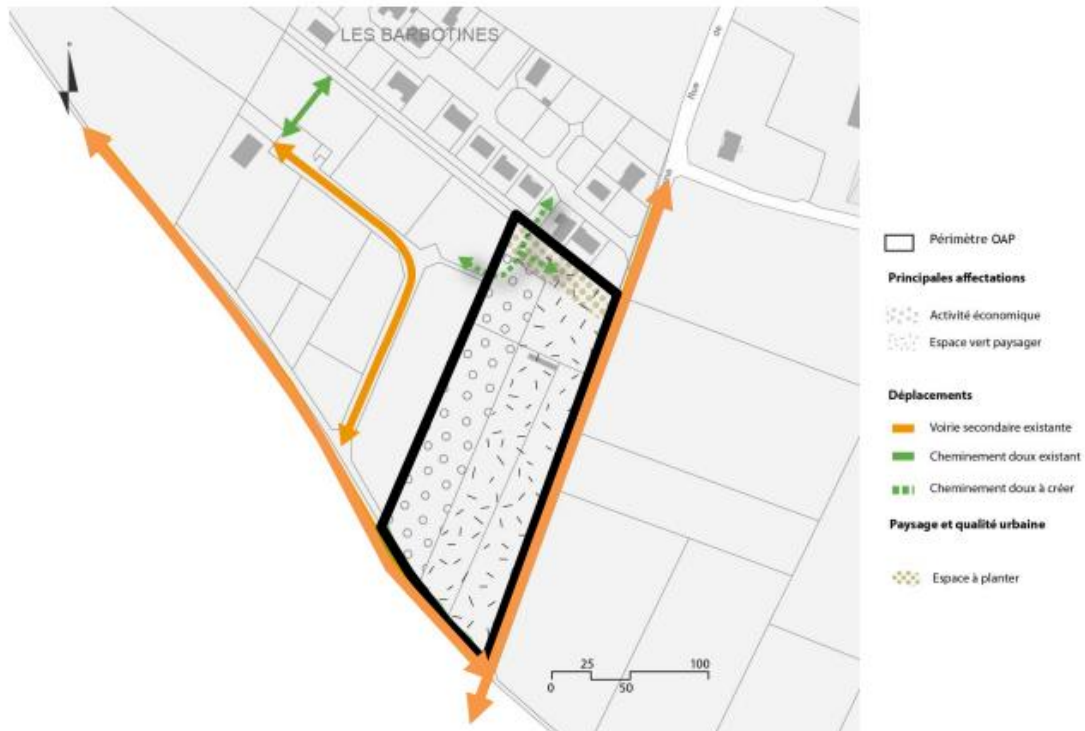 LES BARBOTINES
Rue de
Périmètre OAP
Principales affectations
Activité économique
Espace vert paysager
Déplacements
Voirie secondaire existante
Cheminement doux existant
Cheminement doux à créer
Paysage et qualité urbaine
Espace à planter
25 100
0 50